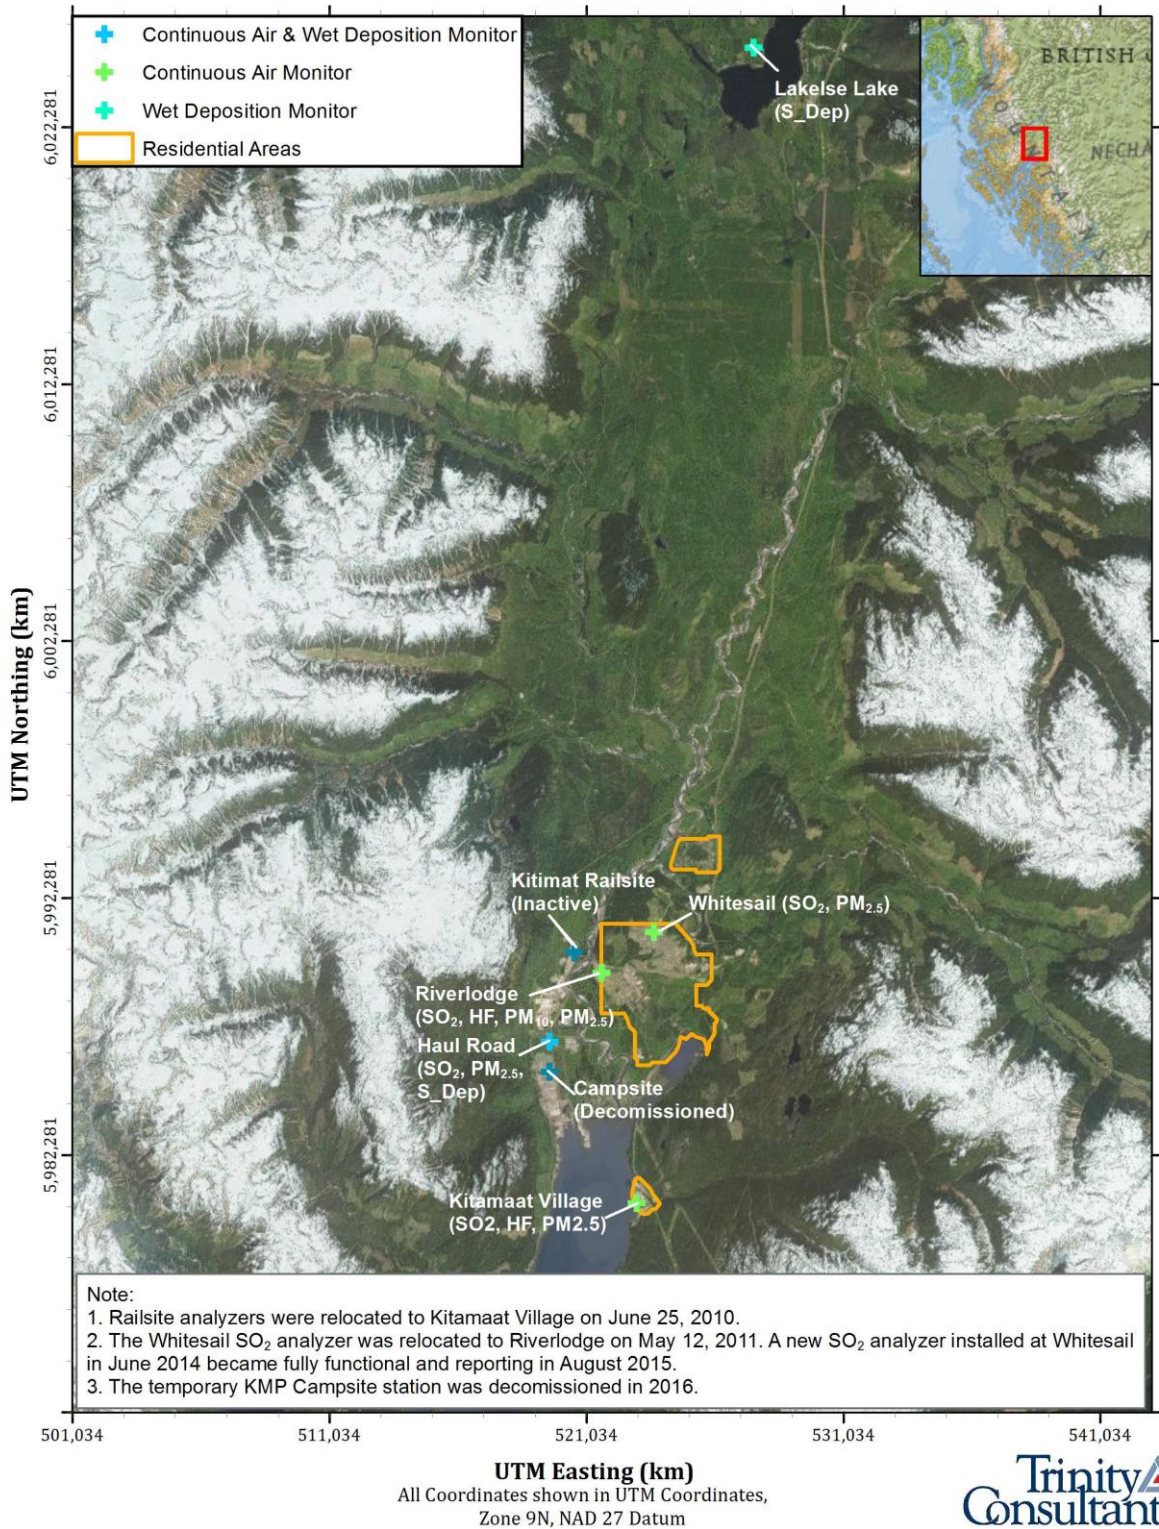 Continuous Air & Wet Deposition Monitor
Continuous Air Monitor
Wet Deposition Monitor
Residential Areas
Lakelse Lake
(S_Dep)
BRITISH
NECHA
6,022,281
6,012,281
6,002,281
5,992,281
5,982,281
UTM Northing (km)
Kitimat Railsite
(Inactive)
Whitesail (SO₂, PM₂.₅)
Riverlodge
(SO₂, HF, PM₁₀, PM₂.₅)
Haul Road
(SO₂, PM₂.₅,
S_Dep)
Campsite
(Decomissioned)
Kitamaat Village
(SO2, HF, PM2.5)
Note:
1. Railsite analyzers were relocated to Kitamaat Village on June 25, 2010.
2. The Whitesail SO₂ analyzer was relocated to Riverlodge on May 12, 2011. A new SO₂ analyzer installed at Whitesail
in June 2014 became fully functional and reporting in August 2015.
3. The temporary KMP Campsite station was decomissioned in 2016.
501,034
511,034
521,034
531,034
541,034
UTM Easting (km)
All Coordinates shown in UTM Coordinates,
Zone 9N, NAD 27 Datum
Trinity
Consultant